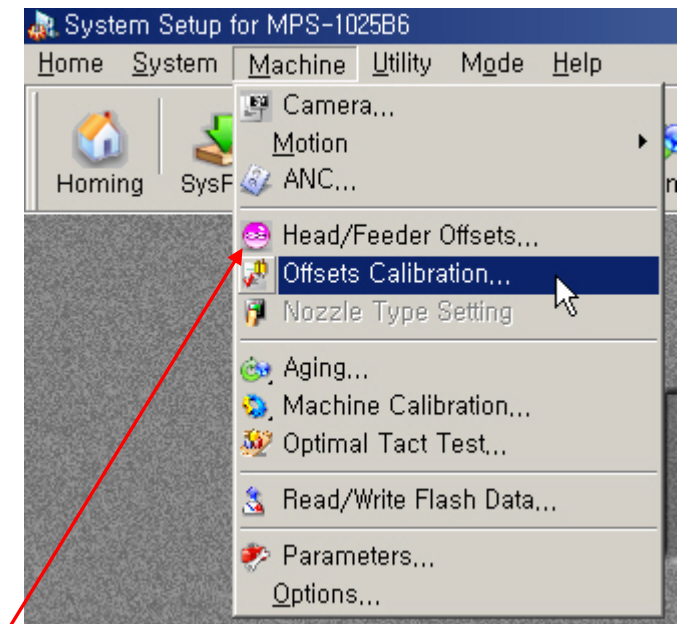 System Setup for MPS-1025B6
Home System Machine Utility Mode Help
Homing SysF
Camera,,,
Motion
ANC,,,
Head/Feeder Offsets,,,
Offsets Calibration,,,
Nozzle Type Setting
Aging,,,
Machine Calibration,,,
Optimal Tact Test,,,
Read/Write Flash Data,,,
Parameters,,,
Options,,,